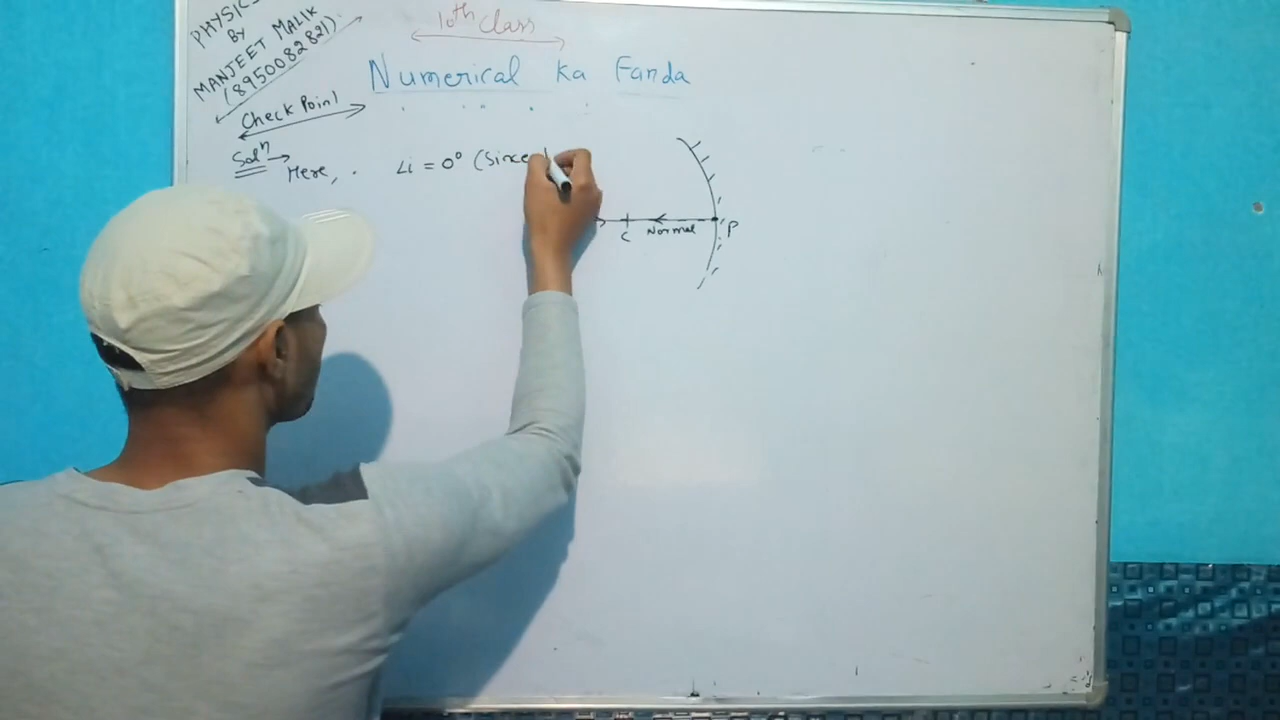 PHYSICS
BY
MANJEET MALIK
(8950082821)
10th Class
Numerical Ka Fanda
Check Point
Solⁿ → Here, . ∠i = 0° (Since
C Normal P